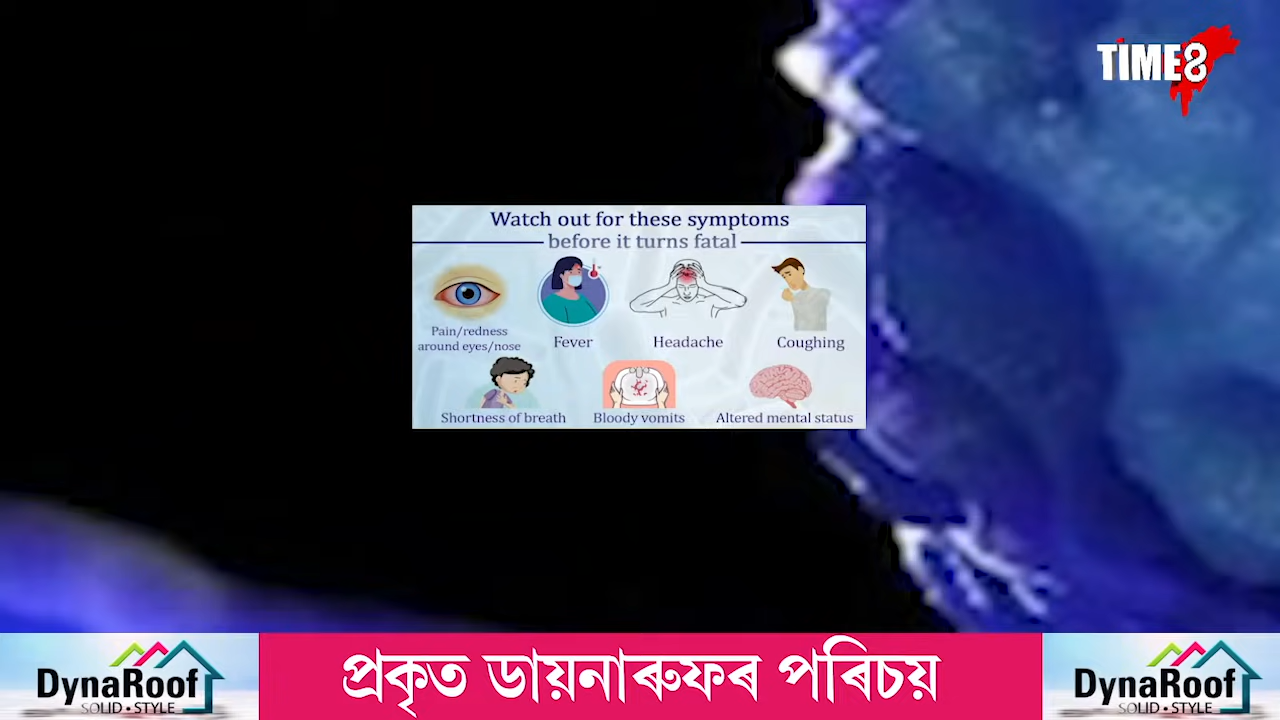 TIME8
Watch out for these symptoms
before it turns fatal
Pain/redness
around eyes/nose
Fever
Headache
Coughing
Shortness of breath
Bloody vomits
Altered mental status
DynaRoof
SOLID • STYLE
প্ৰকৃত ডায়নাৰুফৰ পৰিচয়
DynaRoof
SOLID • STYLE